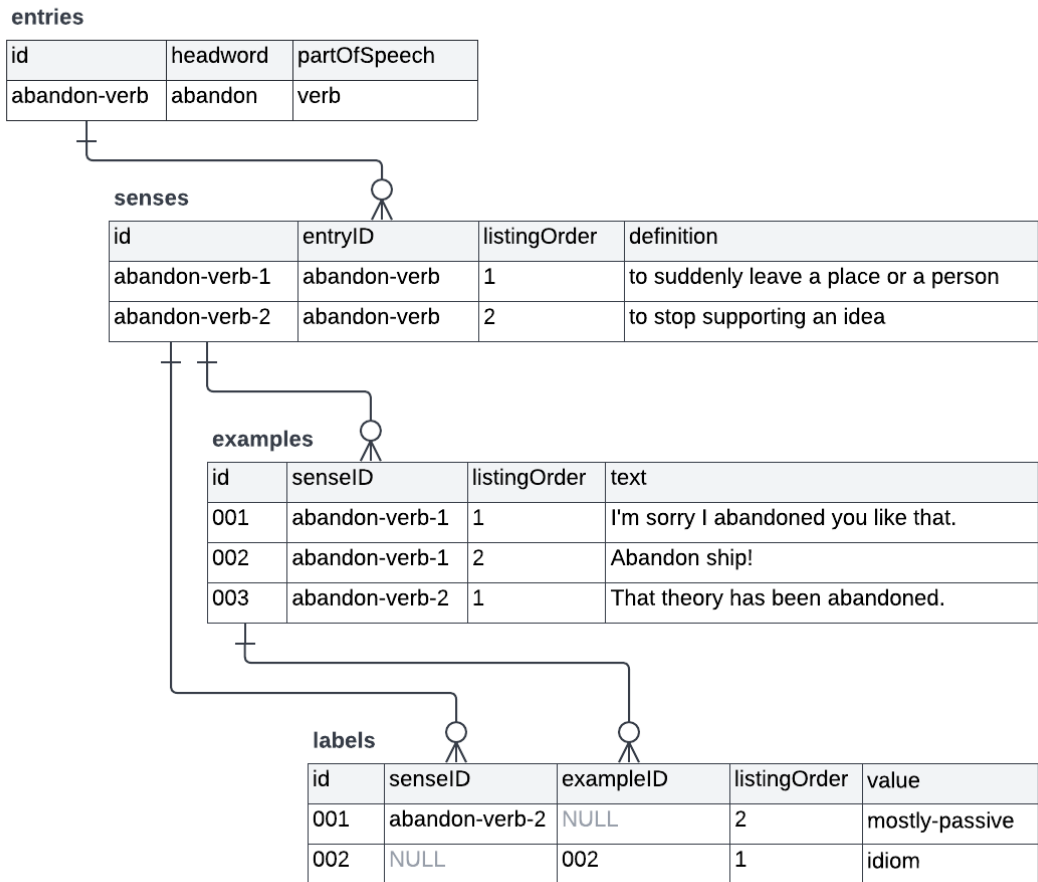 entries
id headword partOfSpeech
abandon-verb abandon verb
senses
id entryID listingOrder definition
abandon-verb-1 abandon-verb 1 to suddenly leave a place or a person
abandon-verb-2 abandon-verb 2 to stop supporting an idea
examples
id senseID listingOrder text
001 abandon-verb-1 1 I'm sorry I abandoned you like that.
002 abandon-verb-1 2 Abandon ship!
003 abandon-verb-2 1 That theory has been abandoned.
labels
id senseID exampleID listingOrder value
001 abandon-verb-2 NULL 2 mostly-passive
002 NULL 002 1 idiom